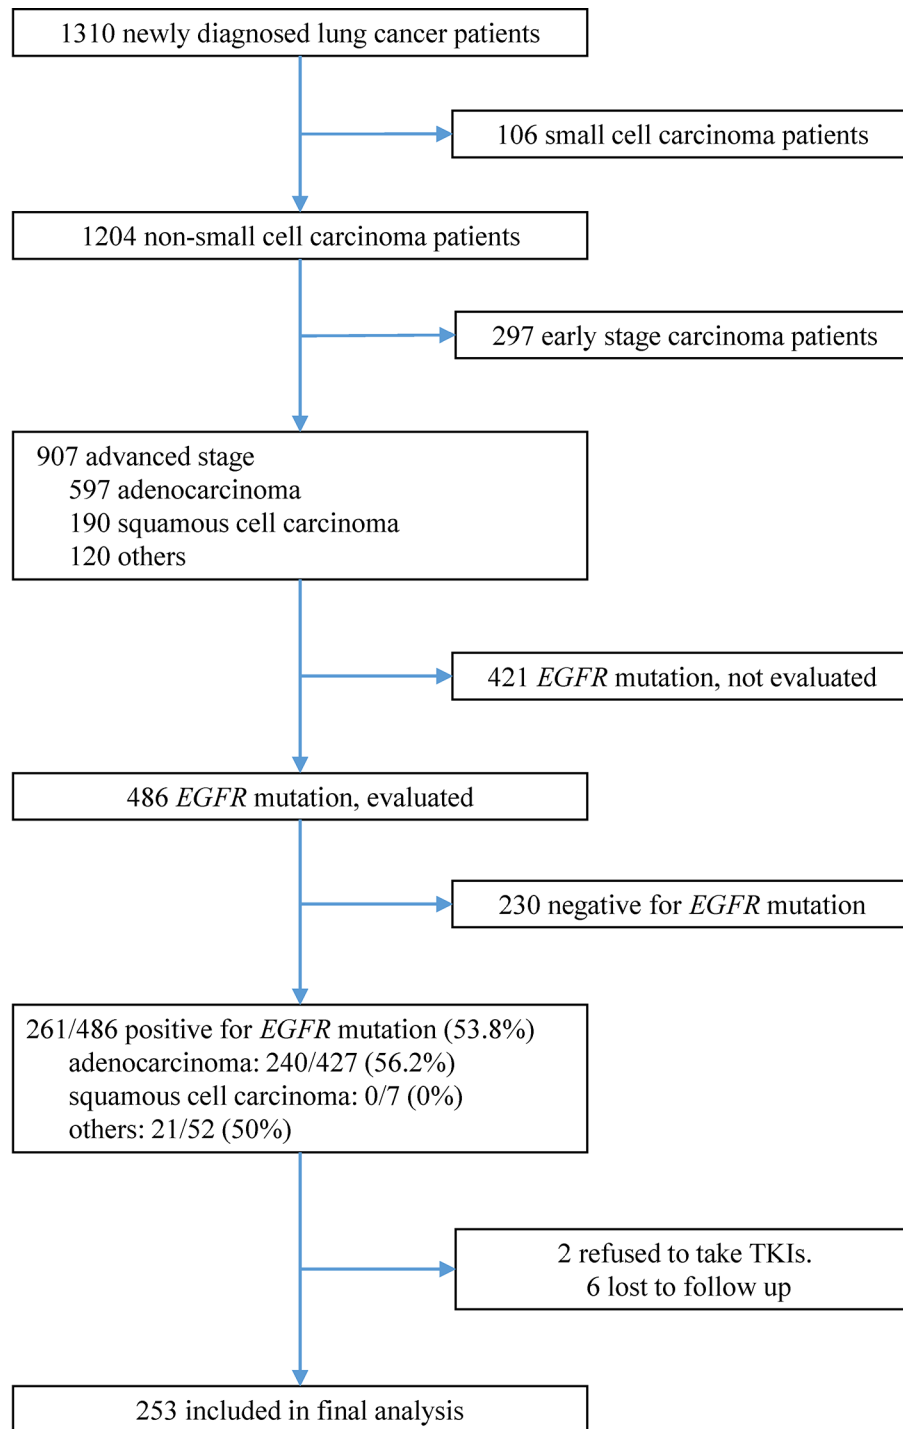 1310 newly diagnosed lung cancer patients
106 small cell carcinoma patients
1204 non-small cell carcinoma patients
297 early stage carcinoma patients
907 advanced stage
597 adenocarcinoma
190 squamous cell carcinoma
120 others
421 EGFR mutation, not evaluated
486 EGFR mutation, evaluated
230 negative for EGFR mutation
261/486 positive for EGFR mutation (53.8%)
adenocarcinoma: 240/427 (56.2%)
squamous cell carcinoma: 0/7 (0%)
others: 21/52 (50%)
2 refused to take TKIs.
6 lost to follow up
253 included in final analysis